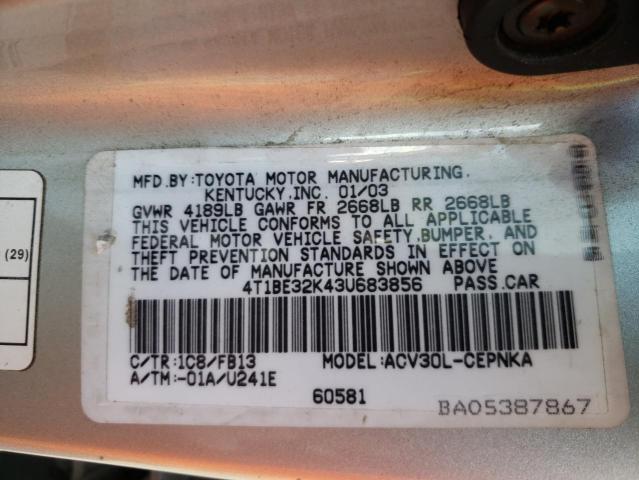 MFD.BY:TOYOTA MOTOR MANUFACTURING,
KENTUCKY,INC. 01/03
GVWR 4189LB GAWR FR 2668LB RR 2668LB
THIS VEHICLE CONFORMS TO ALL APPLICABLE
FEDERAL MOTOR VEHICLE SAFETY,BUMPER, AND
THEFT PREVENTION STANDARDS IN EFFECT ON
THE DATE OF MANUFACTURE SHOWN ABOVE
4T1BE32K43U683856 PASS.CAR
C/TR:1C8/FB13 MODEL:ACV30L-CEPNKA
A/TM:-01A/U241E
60581
BA05387867
(29)